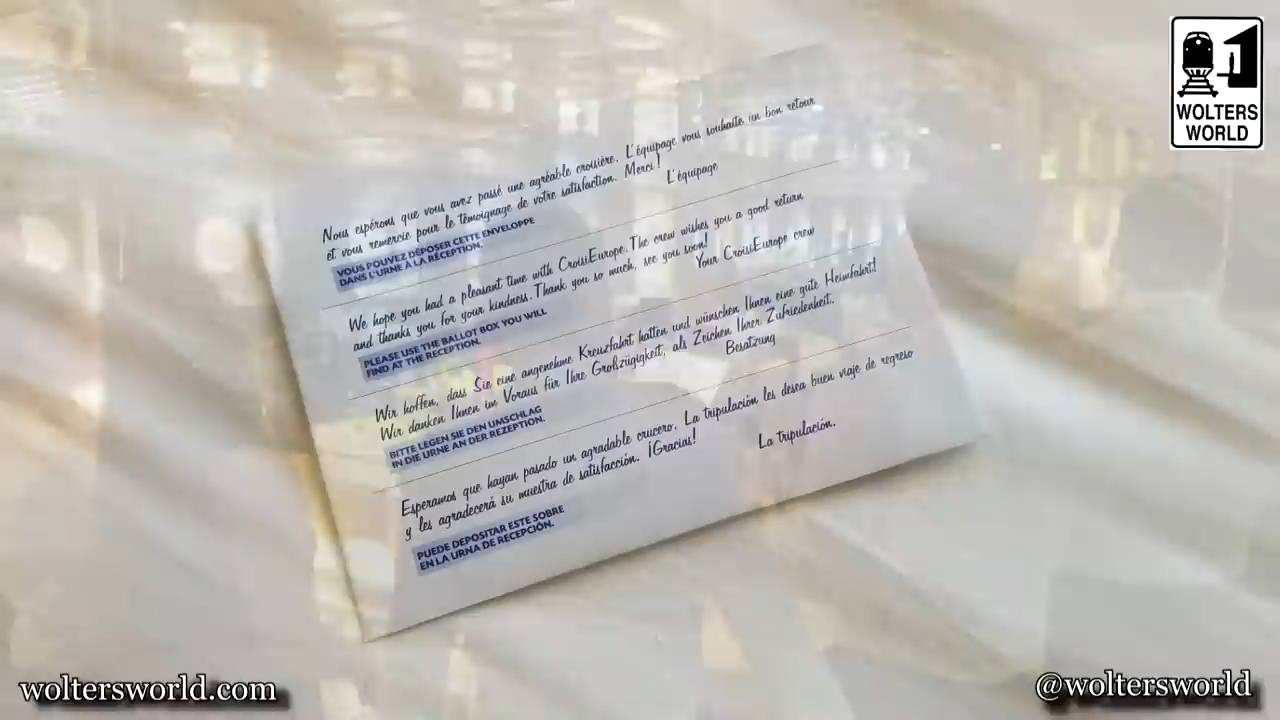 WOLTERS
WORLD
Nous espérons que vous avez passé une agréable croisière. L'équipage vous souhaite un bon retour
et vous remercie pour le témoignage de votre satisfaction. Merci !
L'équipage
VOUS POUVEZ DÉPOSER CETTE ENVELOPPE
DANS L'URNE À LA RÉCEPTION.
We hope you had a pleasant time with CroisiEurope. The crew wishes you a good return
and thanks you for your kindness. Thank you so much, see you soon!
Your CroisiEurope crew
PLEASE USE THE BALLOT BOX YOU WILL
FIND AT THE RECEPTION.
Wir hoffen, dass Sie eine angenehme Kreuzfahrt hatten und wünschen Ihnen eine gute Heimfahrt!
Wir danken Ihnen im Voraus für Ihre Großzügigkeit, als Zeichen Ihrer Zufriedenheit.
Besatzung
BITTE LEGEN SIE DEN UMSCHLAG
IN DIE URNE AN DER REZEPTION.
Esperamos que hayan pasado un agradable crucero. La tripulación les desea buen viaje de regreso
y les agradecerá su muestra de satisfacción. ¡Gracias!
La tripulación.
PUEDE DEPOSITAR ESTE SOBRE
EN LA URNA DE RECEPCIÓN.
woltersworld.com
@woltersworld